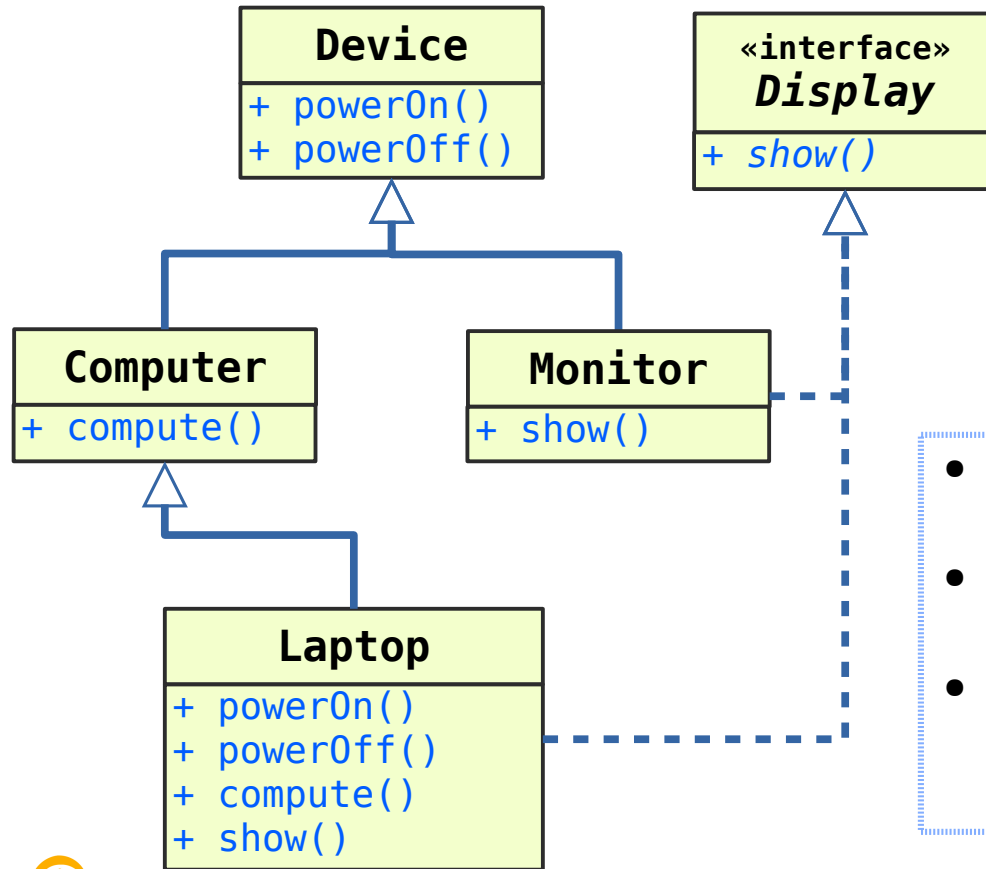 Device
+ powerOn()
+ powerOff()
«interface»
Display
+ show()
Computer
+ compute()
Monitor
+ show()
•
•
•
Laptop
+ powerOn()
+ powerOff()
+ compute()
+ show()